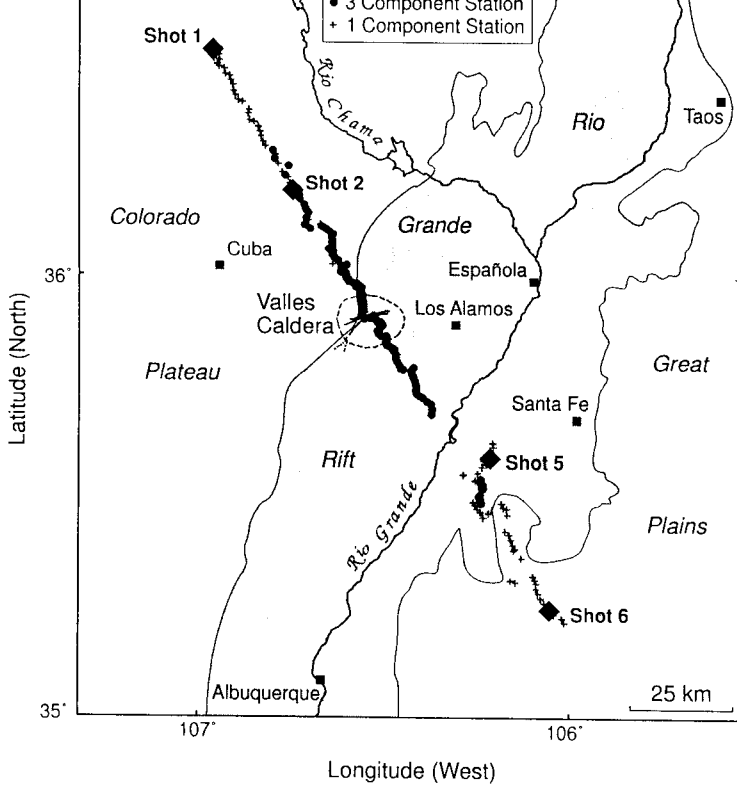 ● 3 Component Station
+ 1 Component Station
Shot 1
Rio Chama
Rio
Taos
Shot 2
Colorado
Grande
Cuba
36°
Española
Valles
Caldera
Los Alamos
Plateau
Great
Santa Fe
Rift
Shot 5
Rio Grande
Plains
Shot 6
Albuquerque
25 km
35°
107°
106°
Longitude (West)
Latitude (North)